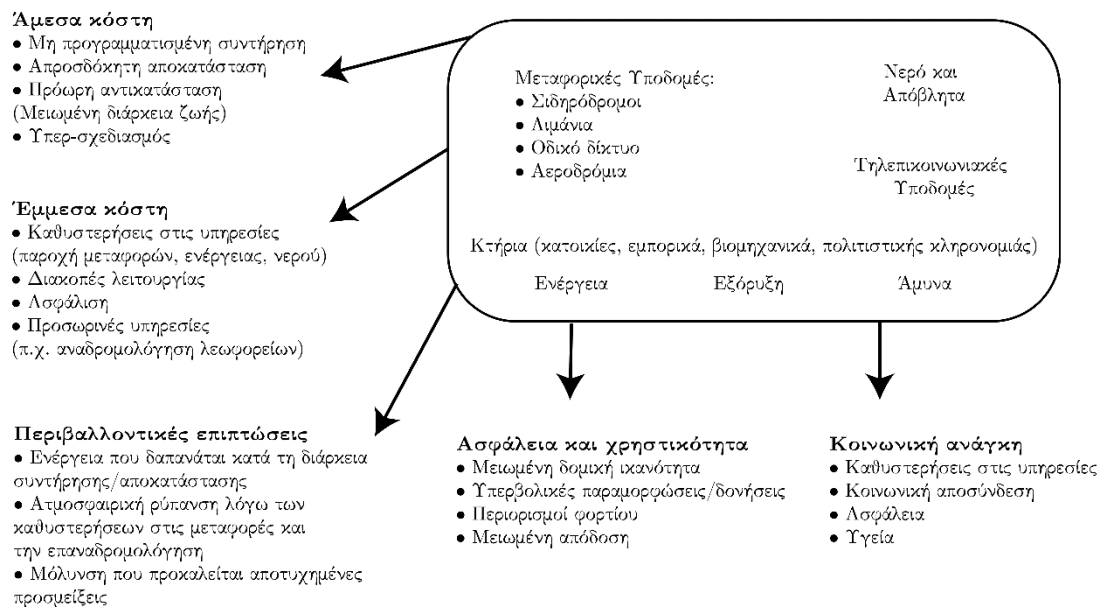 Άμεσα κόστη
• Μη προγραμματισμένη συντήρηση
• Απροσδόκητη αποκατάσταση
• Πρόωρη αντικατάσταση
(Μειωμένη διάρκεια ζωής)
• Υπερ-σχεδιασμός
Έμμεσα κόστη
• Καθυστερήσεις στις υπηρεσίες
(παροχή μεταφορών, ενέργειας, νερού)
• Διακοπές λειτουργίας
• Ασφάλιση
• Προσωρινές υπηρεσίες
(π.χ. αναδρομολόγηση λεωφορείων)
Μεταφορικές Υποδομές:
• Σιδηρόδρομοι
• Λιμάνια
• Οδικό δίκτυο
• Αεροδρόμια
Νερό και
Απόβλητα
Τηλεπικοινωνιακές
Υποδομές
Κτήρια (κατοικίες, εμπορικά, βιομηχανικά, πολιτιστικής κληρονομιάς)
Ενέργεια
Εξόρυξη
Άμυνα
Περιβαλλοντικές επιπτώσεις
• Ενέργεια που δαπανάται κατά τη διάρκεια
συντήρησης/αποκατάστασης
• Ατμοσφαιρική ρύπανση λόγω των
καθυστερήσεων στις μεταφορές και
την επαναδρομολόγηση
• Μόλυνση που προκαλείται αποτυχημένες
προσμείξεις
Ασφάλεια και χρηστικότητα
• Μειωμένη δομική ικανότητα
• Υπερβολικές παραμορφώσεις/δονήσεις
• Περιορισμοί φορτίου
• Μειωμένη απόδοση
Κοινωνική ανάγκη
• Καθυστερήσεις στις υπηρεσίες
• Κοινωνική αποσύνδεση
• Ασφάλεια
• Υγεία